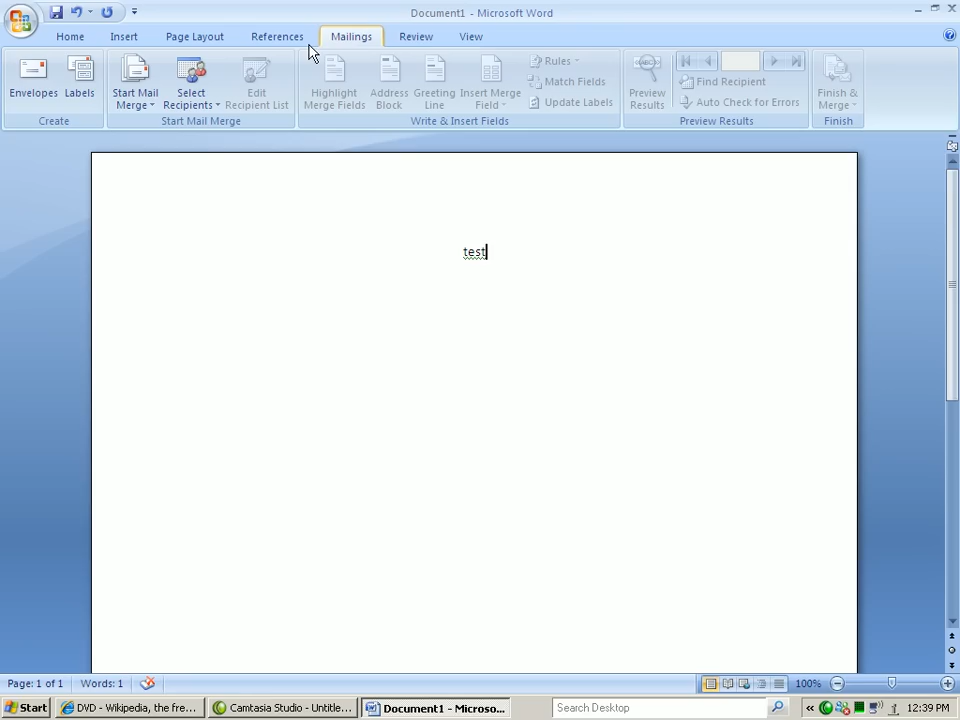 Document1 - Microsoft Word
Home Insert Page Layout References Mailings Review View
Envelopes Labels Start Mail Merge Select Recipients Edit Recipient List Highlight Merge Fields Address Block Greeting Line Insert Merge Field Rules Match Fields Update Labels Preview Results Find Recipient Auto Check for Errors Finish & Merge
Create Start Mail Merge Write & Insert Fields Preview Results Finish
test
Page: 1 of 1 Words: 1 100%
Start DVD - Wikipedia, the fre... Camtasia Studio - Untitle... Document1 - Microso... Search Desktop 12:39 PM